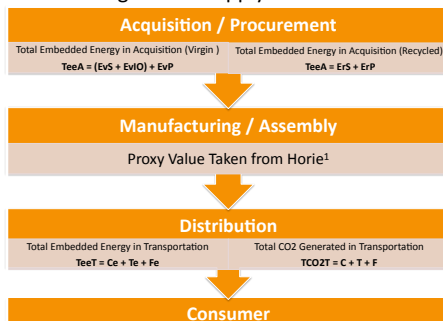 Acquisition / Procurement
Total Embedded Energy in Acquisition (Virgin )
TeeA = (EvS + EvIO) + EvP
Total Embedded Energy in Acquisition (Recycled)
TeeA = ErS + ErP
Manufacturing / Assembly
Proxy Value Taken from Horie¹
Distribution
Total Embedded Energy in Transportation
TeeT = Ce + Te + Fe
Total CO2 Generated in Transportation
TCO2T = C + T + F
Consumer